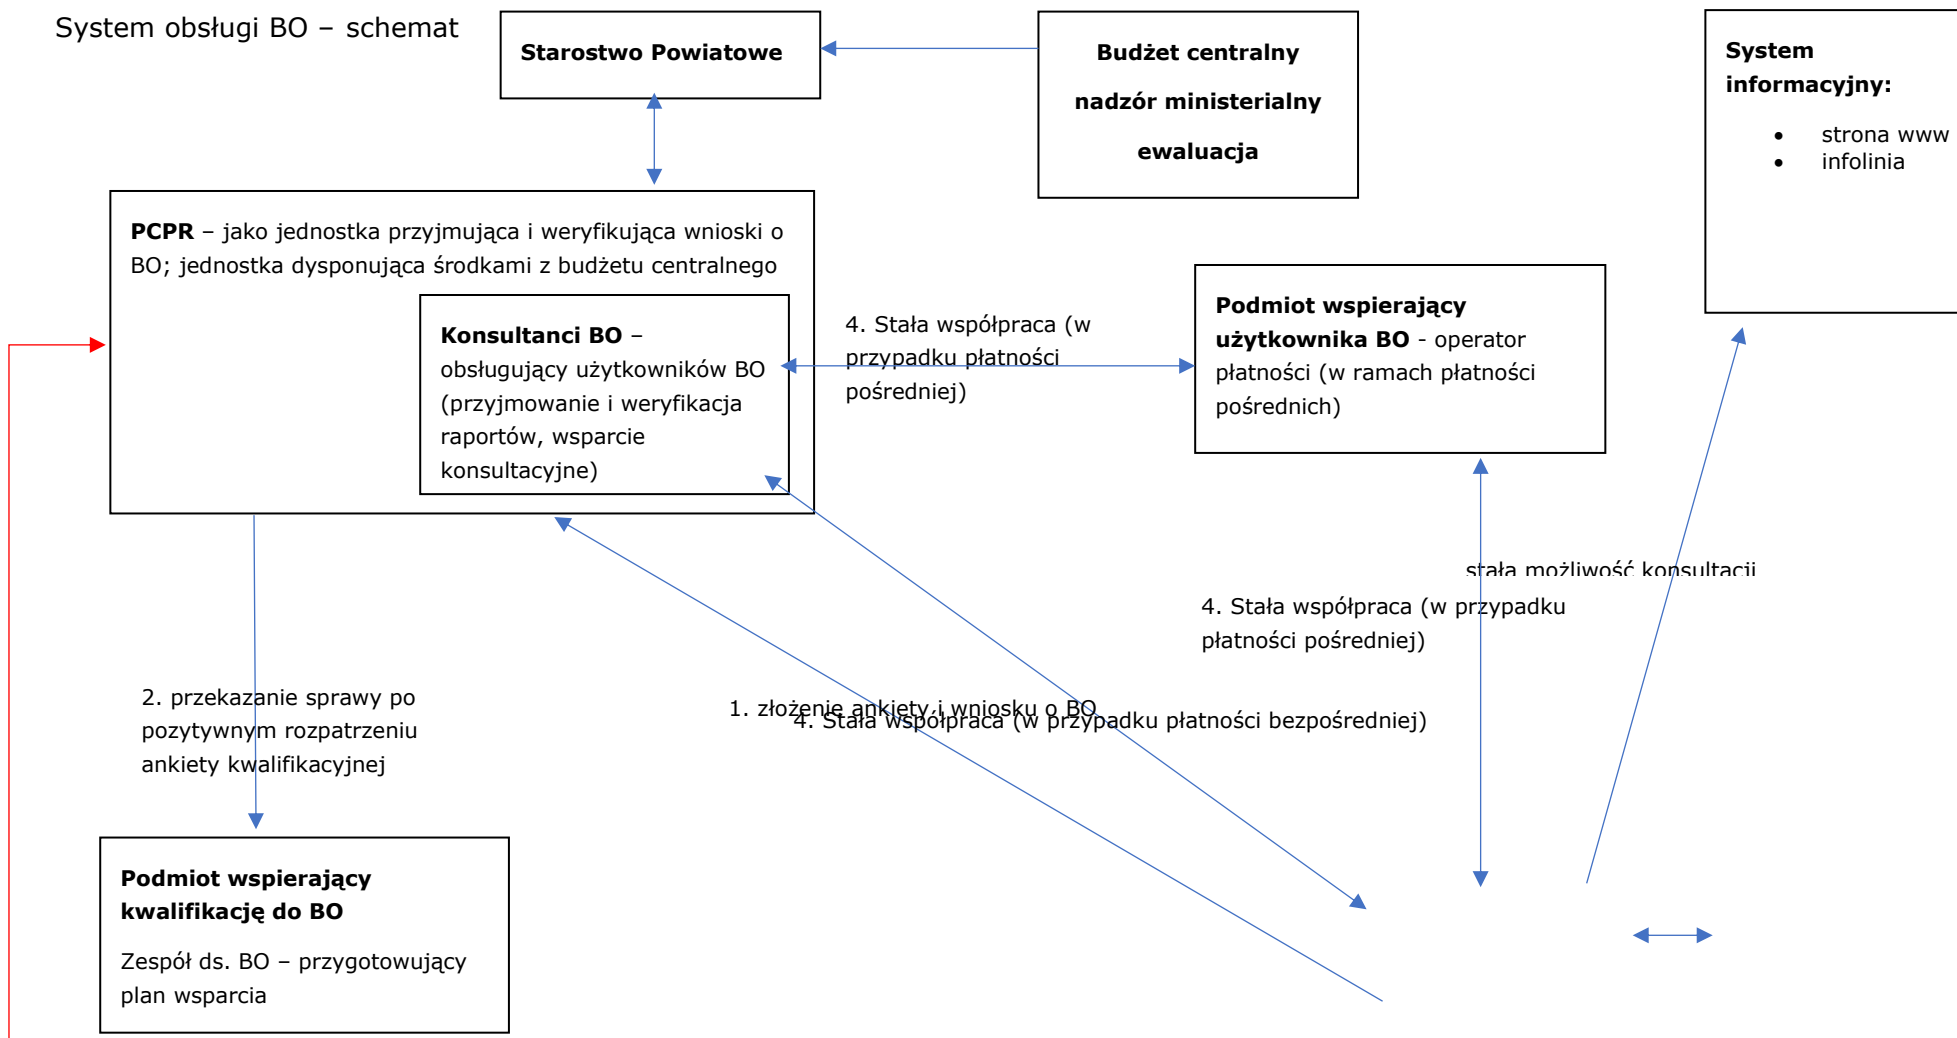 System obsługi BO – schemat
Starostwo Powiatowe
Budżet centralny
nadzór ministerialny
ewaluacja
System
informacyjny:
• strona www
• infolinia
PCPR – jako jednostka przyjmująca i weryfikująca wnioski o
BO; jednostka dysponująca środkami z budżetu centralnego
Konsultanci BO –
obsługujący użytkowników BO
(przyjmowanie i weryfikacja
raportów, wsparcie
konsultacyjne)
4. Stała współpraca (w
przypadku płatności
pośredniej)
Podmiot wspierający
użytkownika BO - operator
płatności (w ramach płatności
pośrednich)
stała możliwość konsultacji
4. Stała współpraca (w przypadku
płatności pośredniej)
2. przekazanie sprawy po
pozytywnym rozpatrzeniu
ankiety kwalifikacyjnej
1. złożenie ankiety i wniosku o BO
4. Stała współpraca (w przypadku płatności bezpośredniej)
Podmiot wspierający
kwalifikację do BO
Zespół ds. BO – przygotowujący
plan wsparcia